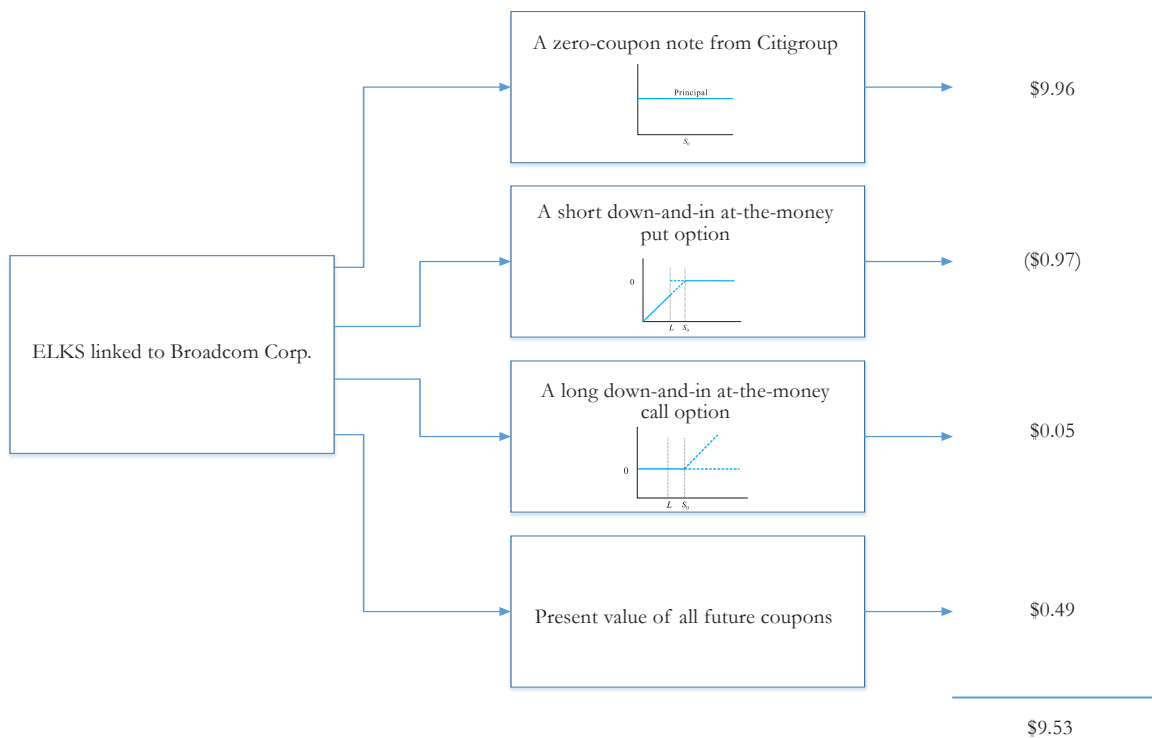 A zero-coupon note from Citigroup
Principal
S₀
$9.96
A short down-and-in at-the-money
put option
0
L
S₀
($0.97)
ELKS linked to Broadcom Corp.
A long down-and-in at-the-money
call option
0
L
S₀
$0.05
Present value of all future coupons
$0.49
$9.53